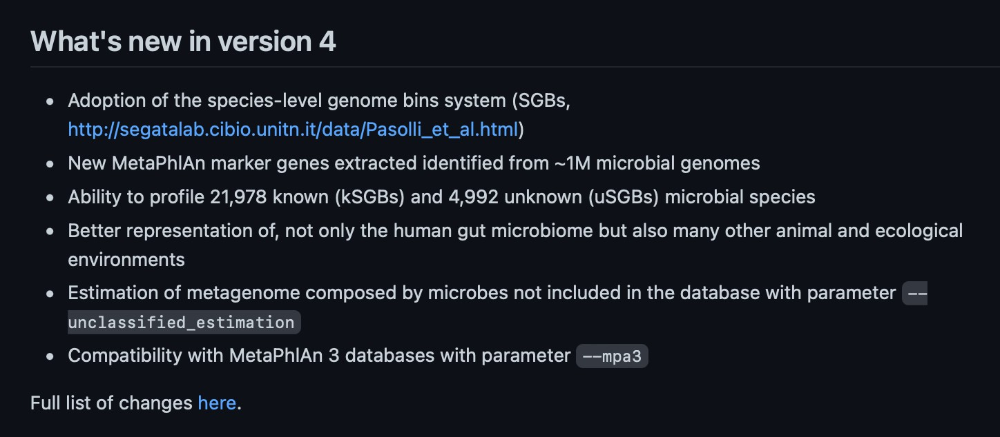 What's new in version 4
• Adoption of the species-level genome bins system (SGBs,
http://segatalab.cibio.unitn.it/data/Pasolli_et_al.html)
• New MetaPhlAn marker genes extracted identified from ~1M microbial genomes
• Ability to profile 21,978 known (kSGBs) and 4,992 unknown (uSGBs) microbial species
• Better representation of, not only the human gut microbiome but also many other animal and ecological
environments
• Estimation of metagenome composed by microbes not included in the database with parameter --
unclassified_estimation
• Compatibility with MetaPhlAn 3 databases with parameter --mpa3
Full list of changes here.